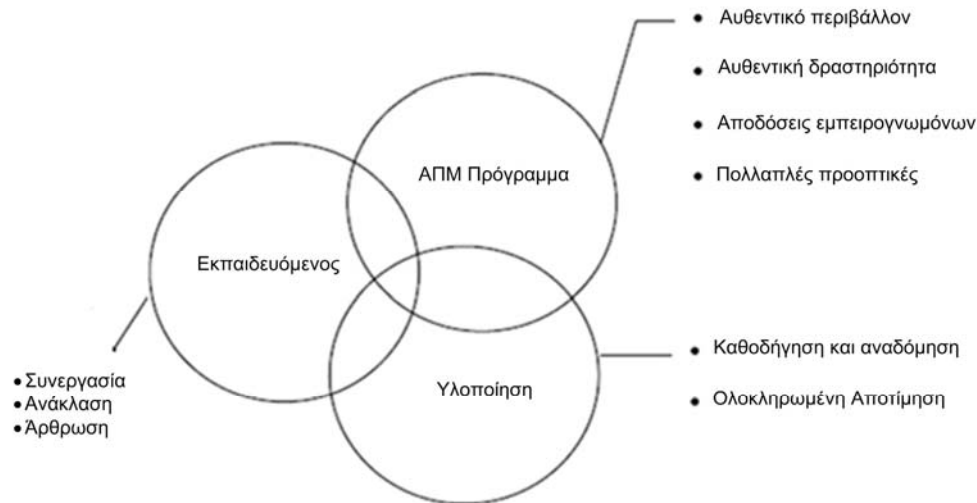 • Αυθεντικό περιβάλλον
• Αυθεντική δραστηριότητα
• Αποδόσεις εμπειρογνωμόνων
• Πολλαπλές προοπτικές
ΑΠΜ Πρόγραμμα
Εκπαιδευόμενος
Υλοποίηση
• Καθοδήγηση και αναδόμηση
• Ολοκληρωμένη Αποτίμηση
• Συνεργασία
• Ανάκλαση
• Άρθρωση